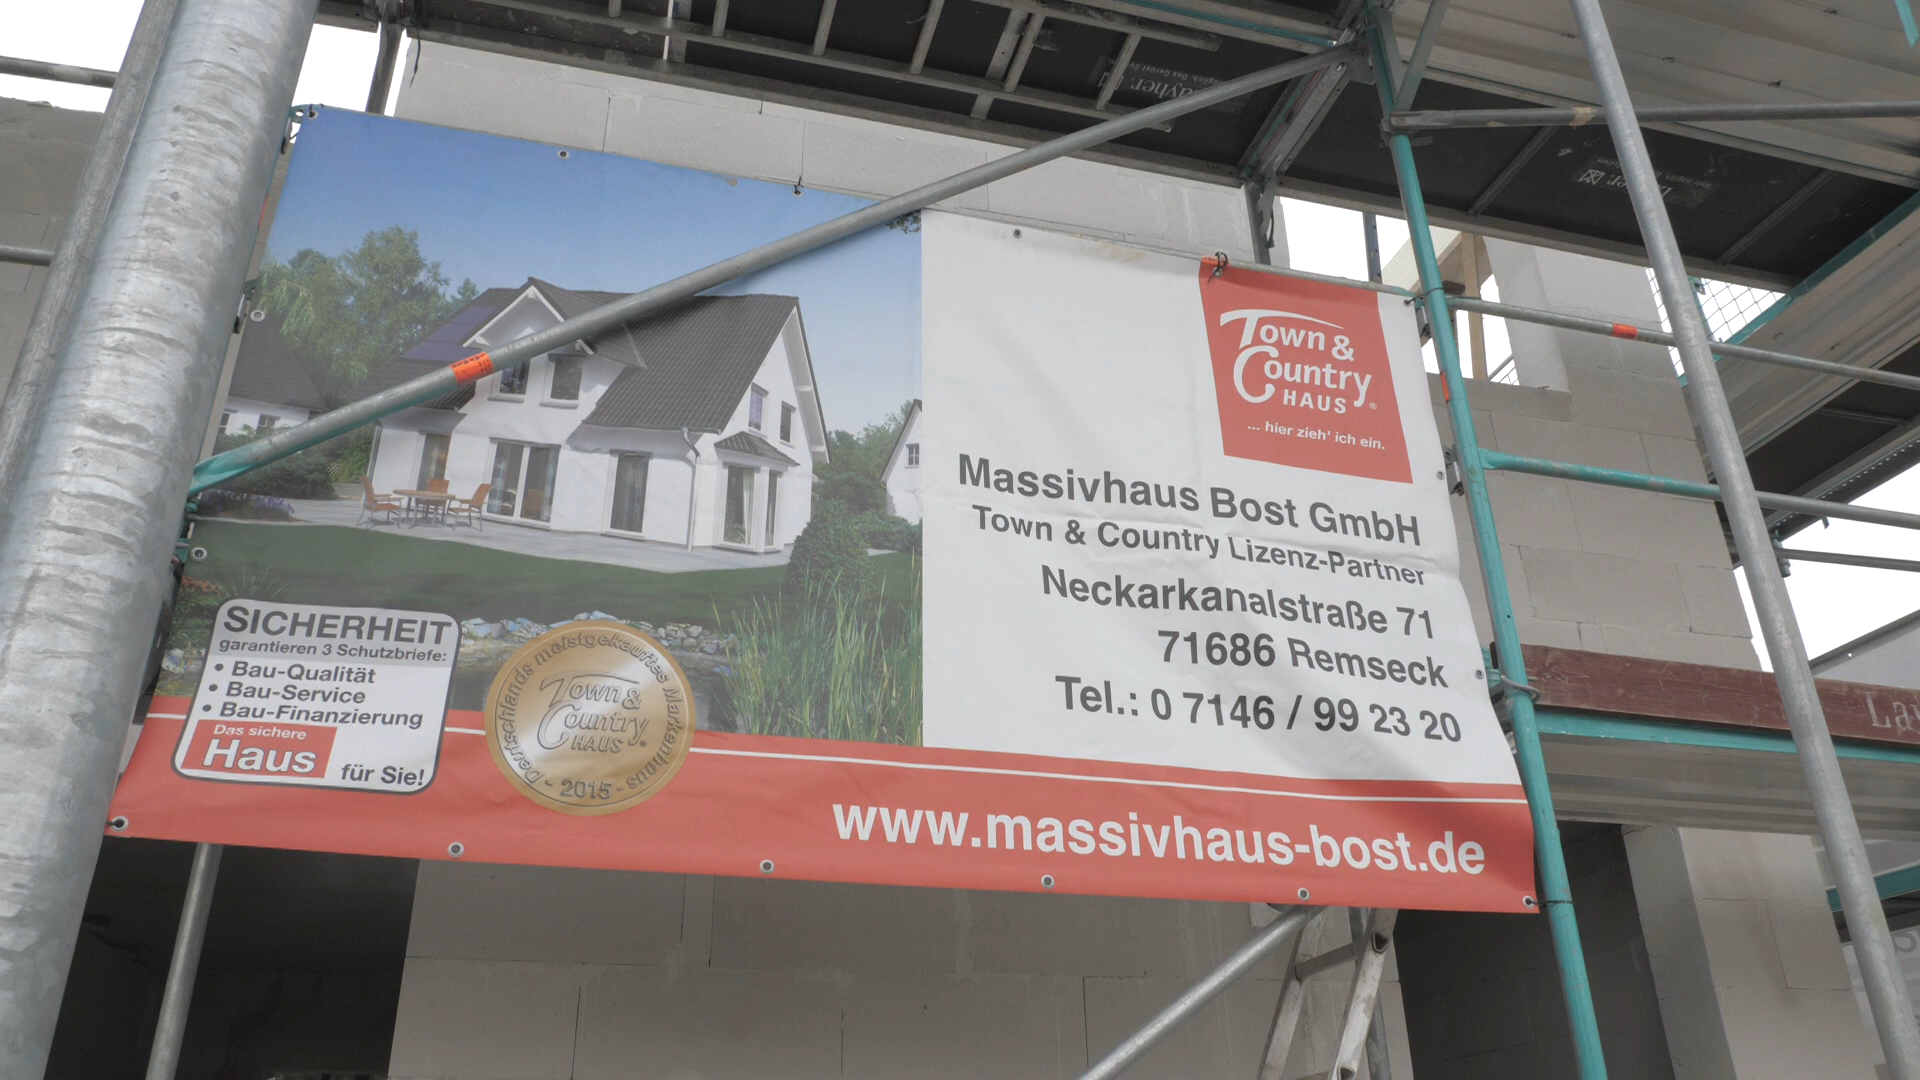 Town &
Country
HAUS®
... hier zieh' ich ein.
Massivhaus Bost GmbH
Town & Country Lizenz-Partner
Neckarkanalstraße 71
71686 Remseck
Tel.: 0 7146 / 99 23 20
SICHERHEIT
garantieren 3 Schutzbriefe:
• Bau-Qualität
• Bau-Service
• Bau-Finanzierung
Das sichere
Haus
für Sie!
Deutschlands meistgekauftes Markenhaus
Town &
Country
HAUS®
- 2015 -
www.massivhaus-bost.de